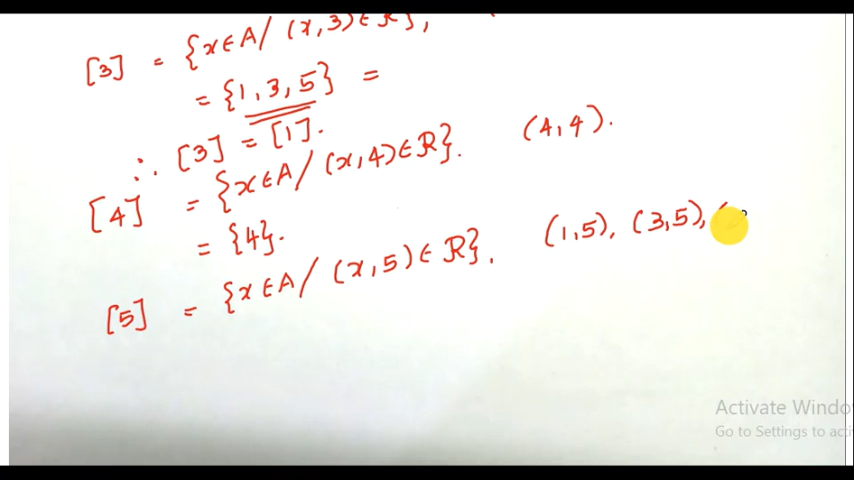 [3] = {x∈A/ (x,3)∈R},
= {1,3,5} =
∴ [3] = [1].
[4] = {x∈A/ (x,4)∈R}. (4,4).
= {4}.
[5] = {x∈A/ (x,5)∈R}. (1,5), (3,5), (
Activate Windo
Go to Settings to acti